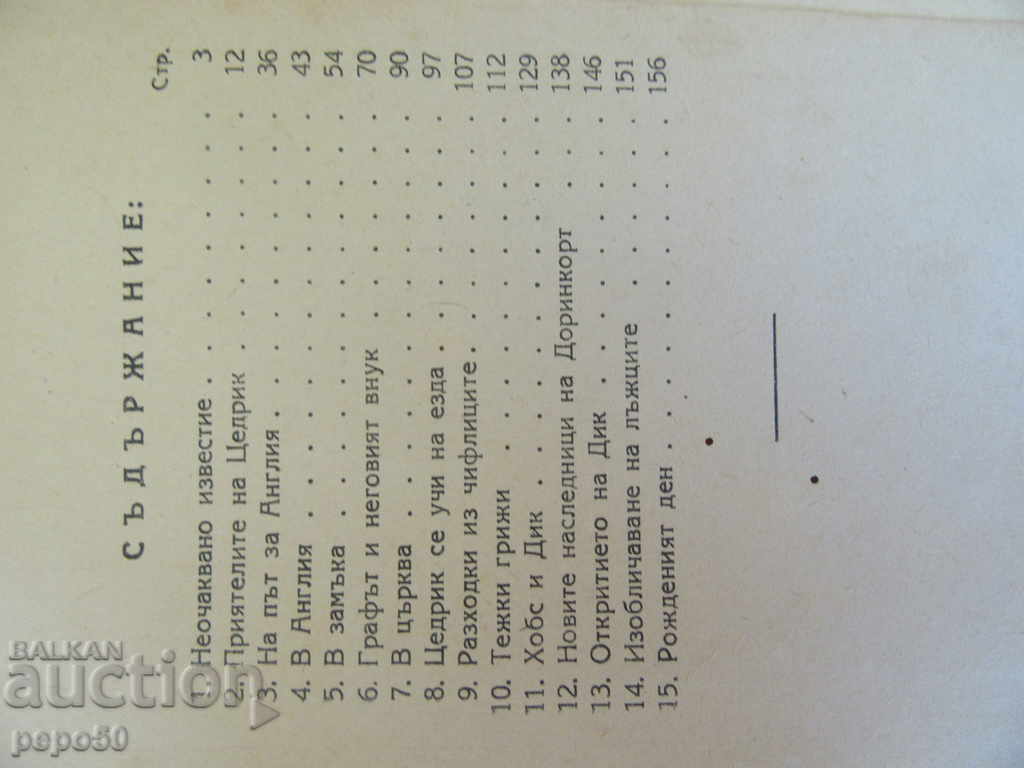 СЪДЪРЖАНИЕ:
Стр.
1. Неочаквано известие . . . . . . . . 3
2. Приятелите на Цедрик . . . . . . . 12
3. На път за Англия . . . . . . . . . 36
4. В Англия . . . . . . . . . . . 43
5. В замъка . . . . . . . . . . . 54
6. Графът и неговият внук . . . . . . 70
7. В църква . . . . . . . . . . . 90
8. Цедрик се учи на езда . . . . . . . 97
9. Разходки из чифлиците . . . . . . . 107
10. Тежки грижи . . . . . . . . . . 112
11. Хобс и Дик . . . . . . . . . . 129
12. Новите наследници на Доринкорт . . . 138
13. Откритието на Дик . . . . . . . . 146
14. Изобличаване на лъжците . . . . . . 151
15. Рожденият ден . . . . . . . . . 156
BALKAN
auction
pepo50